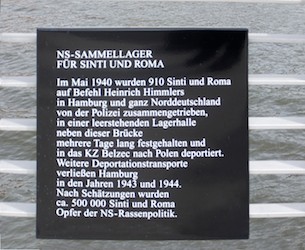 NS-SAMMELLAGER
FÜR SINTI UND ROMA
Im Mai 1940 wurden 910 Sinti und Roma
auf Befehl Heinrich Himmlers
in Hamburg und ganz Norddeutschland
von der Polizei zusammengetrieben,
in einer leerstehenden Lagerhalle
neben dieser Brücke
mehrere Tage lang festgehalten und
in das KZ Belzec nach Polen deportiert.
Weitere Deportationstransporte
verließen Hamburg
in den Jahren 1943 und 1944.
Nach Schätzungen wurden
ca. 500 000 Sinti und Roma
Opfer der NS-Rassenpolitik.